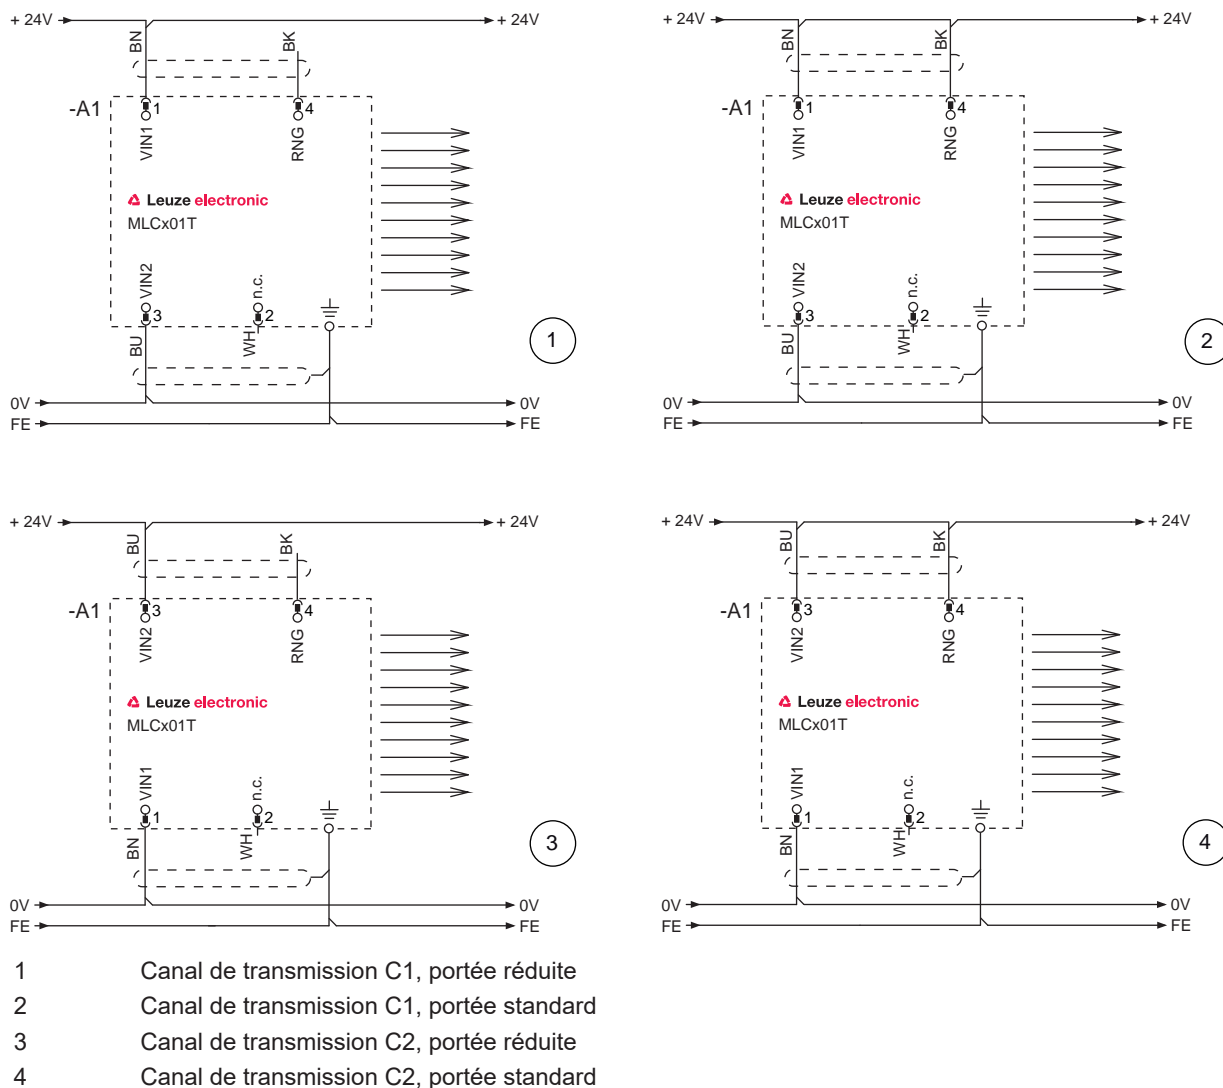 + 24V
+ 24V
BN
BK
-A1
1
4
VIN1
RNG
Leuze electronic
MLCx01T
VIN2
n.c.
3
2
BU
WH
1
0V
0V
FE
FE
+ 24V
+ 24V
BN
BK
-A1
1
4
VIN1
RNG
Leuze electronic
MLCx01T
VIN2
n.c.
3
2
BU
WH
2
0V
0V
FE
FE
+ 24V
+ 24V
BU
BK
-A1
3
4
VIN2
RNG
Leuze electronic
MLCx01T
VIN1
n.c.
1
2
BN
WH
3
0V
0V
FE
FE
+ 24V
+ 24V
BU
BK
-A1
3
4
VIN2
RNG
Leuze electronic
MLCx01T
VIN1
n.c.
1
2
BN
WH
4
0V
0V
FE
FE
1 Canal de transmission C1, portée réduite
2 Canal de transmission C1, portée standard
3 Canal de transmission C2, portée réduite
4 Canal de transmission C2, portée standard